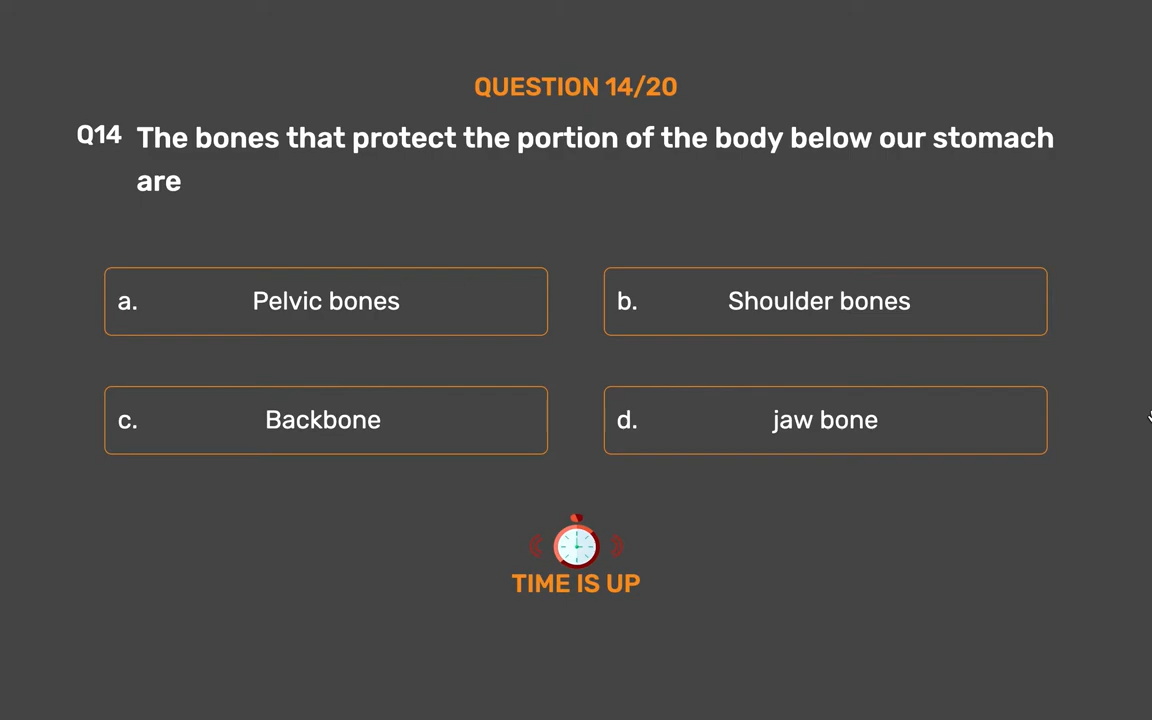 QUESTION 14/20
Q14 The bones that protect the portion of the body below our stomach
are
a. Pelvic bones
b. Shoulder bones
c. Backbone
d. jaw bone
TIME IS UP